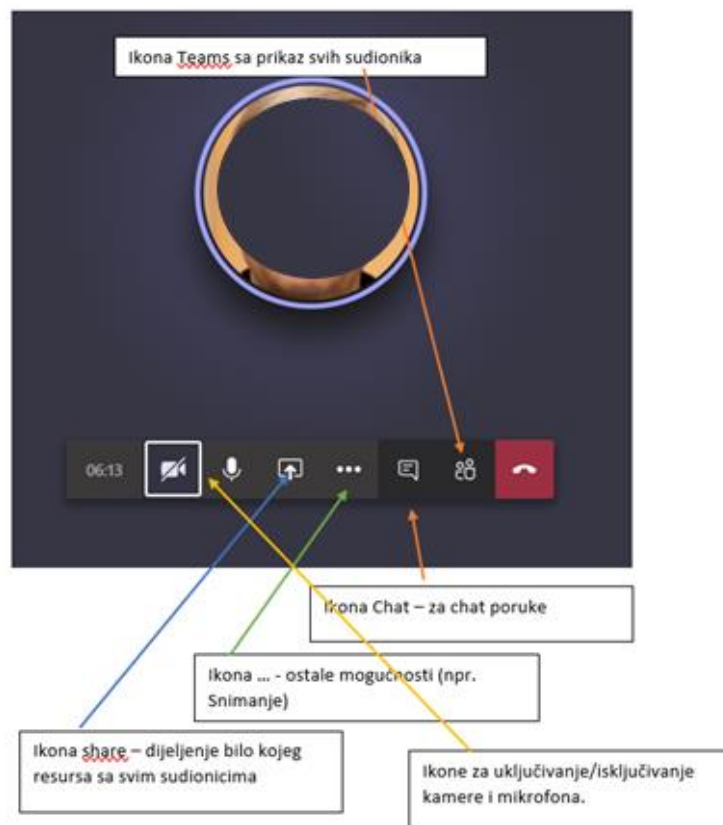 Ikona Teams sa prikaz svih sudionika
06:13
Ikona Chat – za chat poruke
Ikona ... - ostale mogućnosti (npr.
Snimanje)
Ikona share – dijeljenje bilo kojeg
resursa sa svim sudionicima
Ikone za uključivanje/isključivanje
kamere i mikrofona.